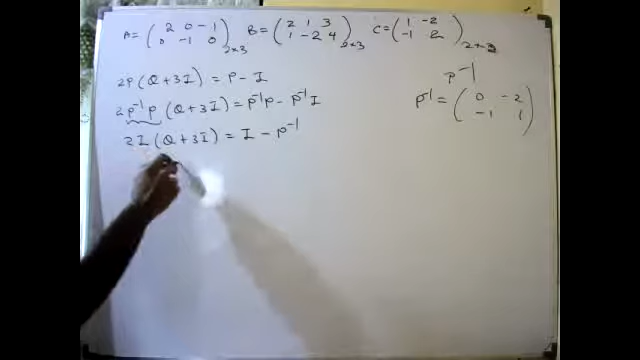 A = ( 2 0 -1 / 0 -1 0 ) 2×3 B = ( 2 1 3 / 1 -2 4 ) 2×3 C = ( 1 -2 / -1 2 ) 2×2
2P(Q+3I) = P - I
2P⁻¹P(Q+3I) = P⁻¹P - P⁻¹I
2I(Q+3I) = I - P⁻¹
P⁻¹
P⁻¹ = ( 0 -2 / -1 1 )